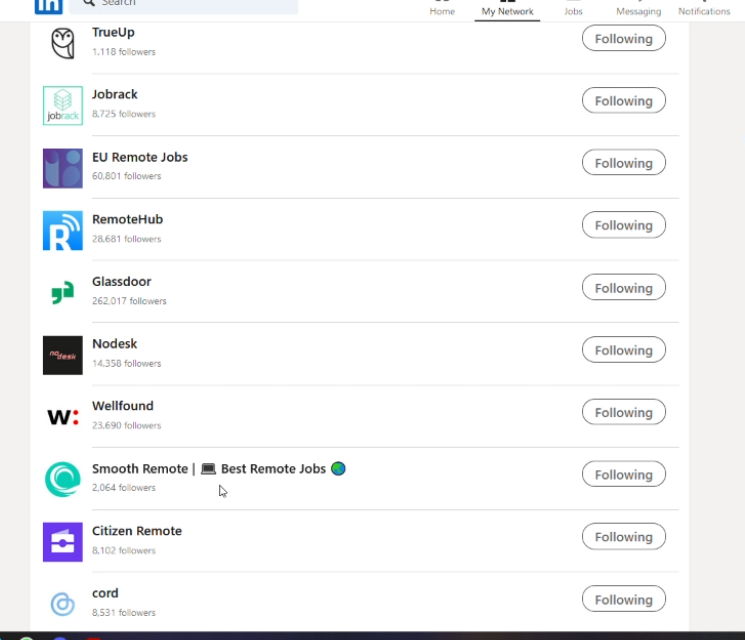 in
Search
Home
My Network
Jobs
Messaging
Notifications
TrueUp
1,118 followers
Following
Jobrack
8,725 followers
Following
jobrack
EU Remote Jobs
60,801 followers
Following
RemoteHub
28,681 followers
Following
R
Glassdoor
262,017 followers
Following
Nodesk
14,358 followers
Following
nodesk
Wellfound
23,690 followers
Following
w:
Smooth Remote | 💻 Best Remote Jobs 🌍
2,064 followers
Following
Citizen Remote
8,102 followers
Following
cord
8,531 followers
Following